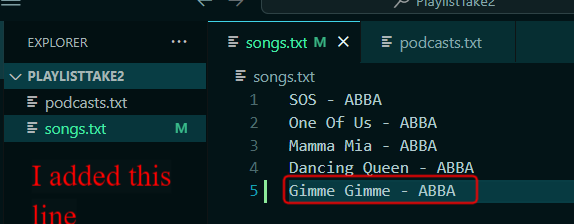 PlaylistTake2
EXPLORER ...
songs.txt M
podcasts.txt
PLAYLISTTAKE2
podcasts.txt
songs.txt M
songs.txt
1 SOS - ABBA
2 One Of Us - ABBA
3 Mamma Mia - ABBA
4 Dancing Queen - ABBA
5 Gimme Gimme - ABBA
I added this
line